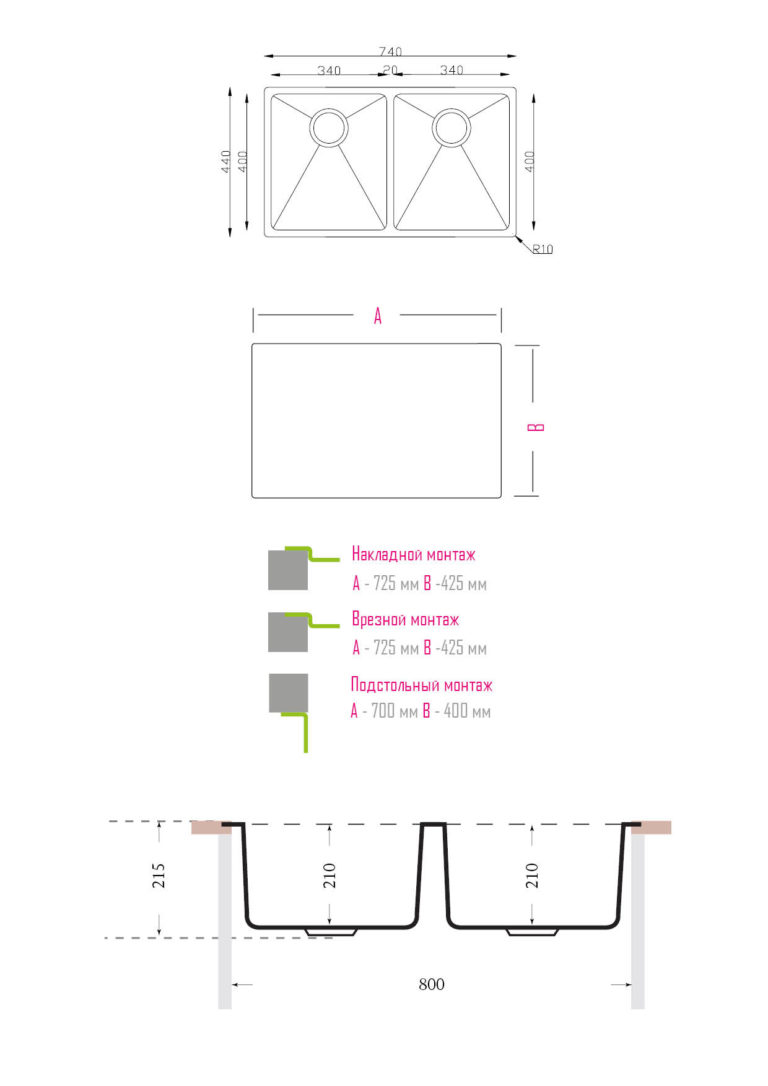 740
340 20 340
440 400 400
R10
A
B
Накладной монтаж
A - 725 мм B -425 мм
Врезной монтаж
A - 725 мм B -425 мм
Подстольный монтаж
A - 700 мм B - 400 мм
215 210 210
800